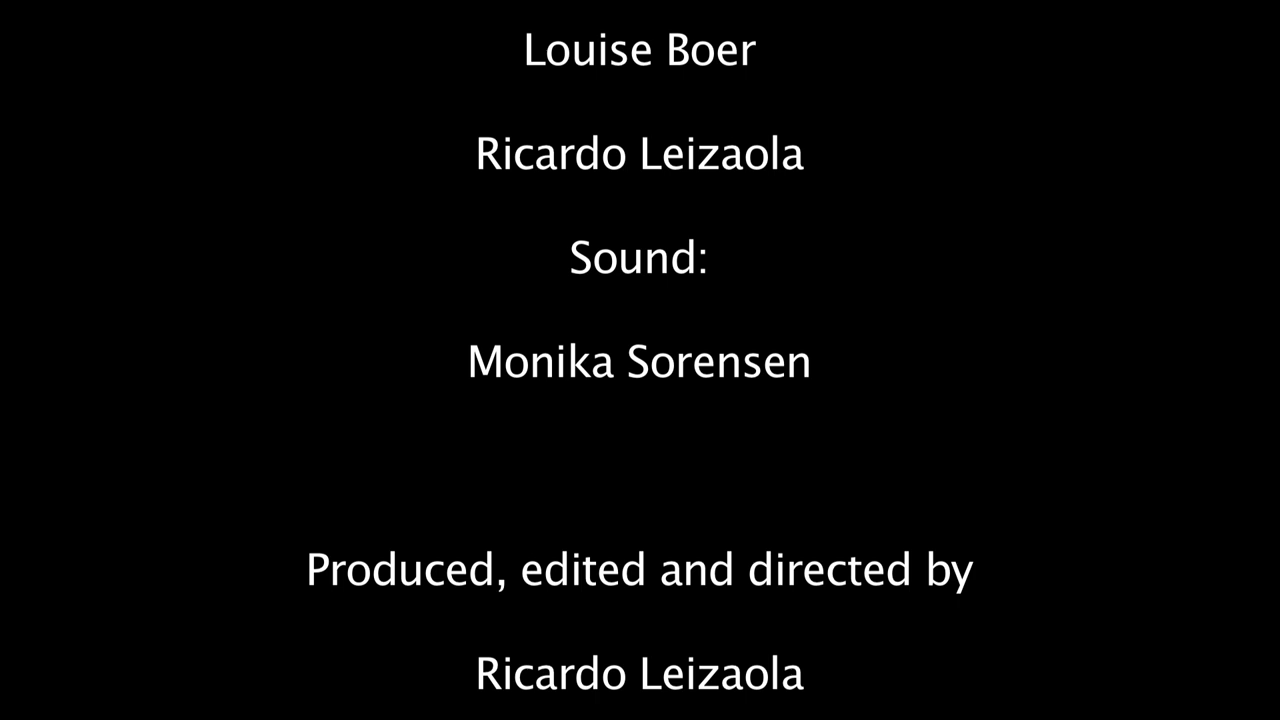 Louise Boer
Ricardo Leizaola
Sound:
Monika Sorensen
Produced, edited and directed by
Ricardo Leizaola